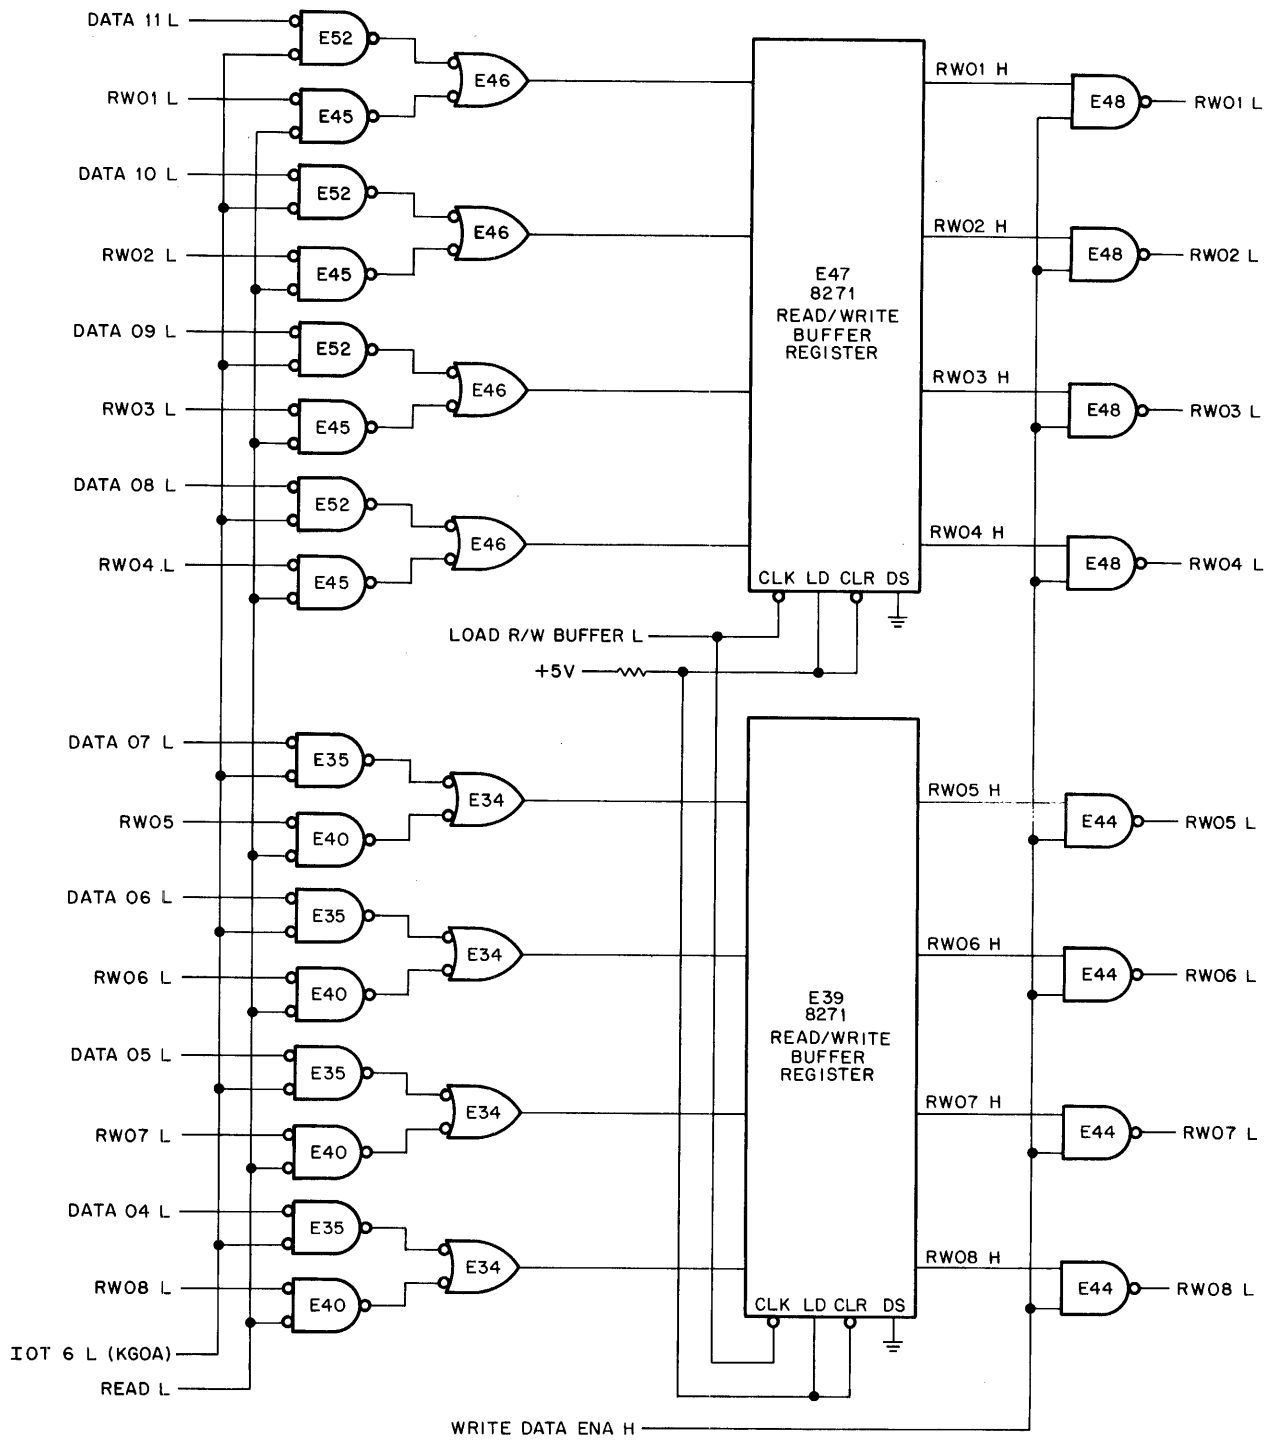 DATA 11 L
E52
E46
RW01 L
E45
RW01 H
E48
RW01 L
DATA 10 L
E52
E46
RW02 L
E45
RW02 H
E48
RW02 L
DATA 09 L
E52
E46
RW03 L
E45
RW03 H
E48
RW03 L
DATA 08 L
E52
E46
RW04 L
E45
RW04 H
E48
RW04 L
E47
8271
READ/WRITE
BUFFER
REGISTER
CLK LD CLR DS
LOAD R/W BUFFER L
+5V
DATA 07 L
E35
E34
RW05
E40
RW05 H
E44
RW05 L
DATA 06 L
E35
E34
RW06 L
E40
RW06 H
E44
RW06 L
DATA 05 L
E35
E34
RW07 L
E40
RW07 H
E44
RW07 L
DATA 04 L
E35
E34
RW08 L
E40
RW08 H
E44
RW08 L
E39
8271
READ/WRITE
BUFFER
REGISTER
CLK LD CLR DS
IOT 6 L (KGOA)
READ L
WRITE DATA ENA H